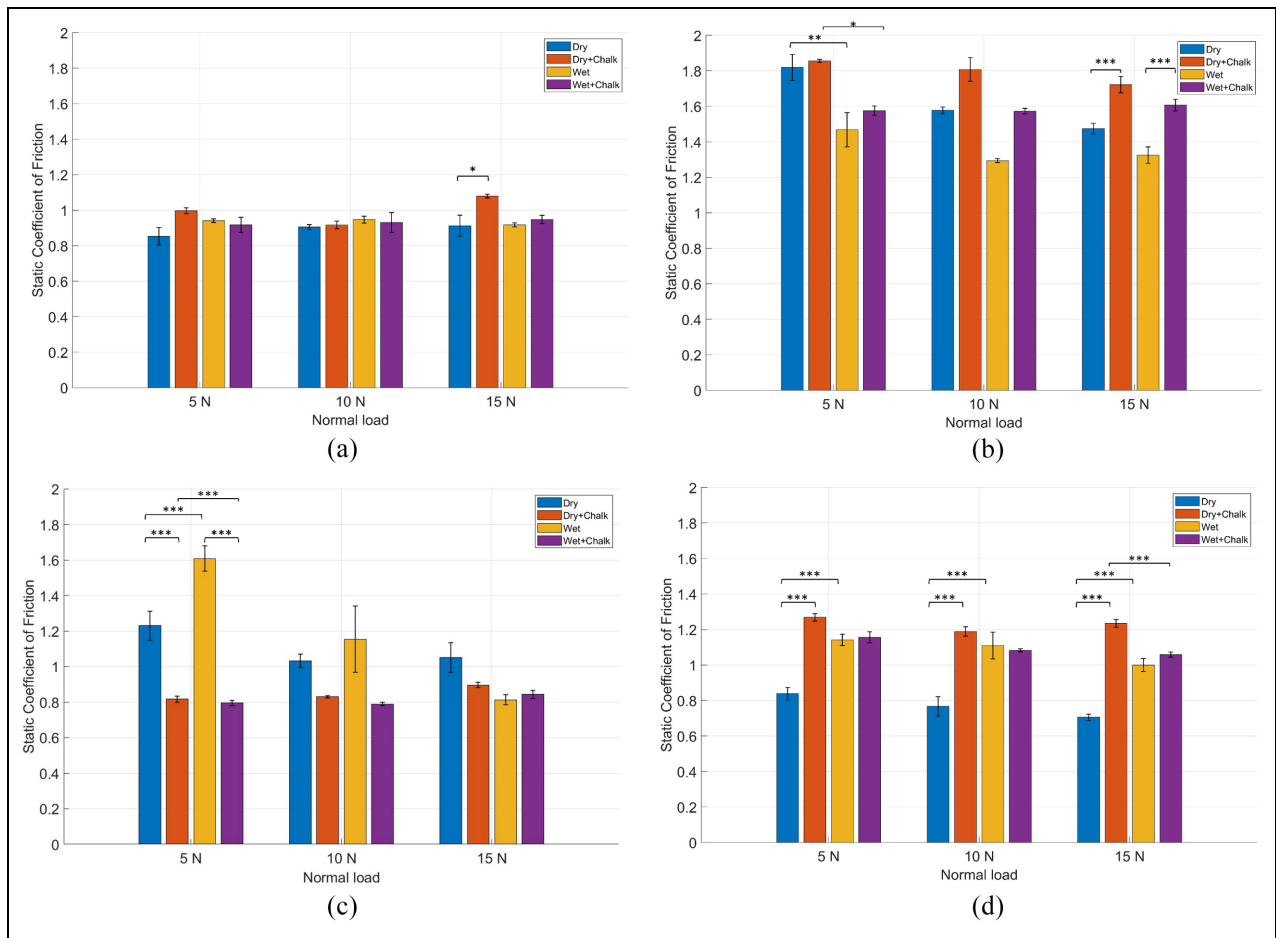 2
1.8
1.6
1.4
1.2
1
0.8
0.6
0.4
0.2
0
Static Coefficient of Friction
*
Dry
Dry+Chalk
Wet
Wet+Chalk
5 N 10 N 15 N
Normal load
(a)
2
1.8
1.6
1.4
1.2
1
0.8
0.6
0.4
0.2
0
Static Coefficient of Friction
*
**
*** ***
Dry
Dry+Chalk
Wet
Wet+Chalk
5 N 10 N 15 N
Normal load
(b)
2
1.8
1.6
1.4
1.2
1
0.8
0.6
0.4
0.2
0
Static Coefficient of Friction
***
***
*** ***
Dry
Dry+Chalk
Wet
Wet+Chalk
5 N 10 N 15 N
Normal load
(c)
2
1.8
1.6
1.4
1.2
1
0.8
0.6
0.4
0.2
0
Static Coefficient of Friction
***
*** *** ***
*** *** ***
Dry
Dry+Chalk
Wet
Wet+Chalk
5 N 10 N 15 N
Normal load
(d)